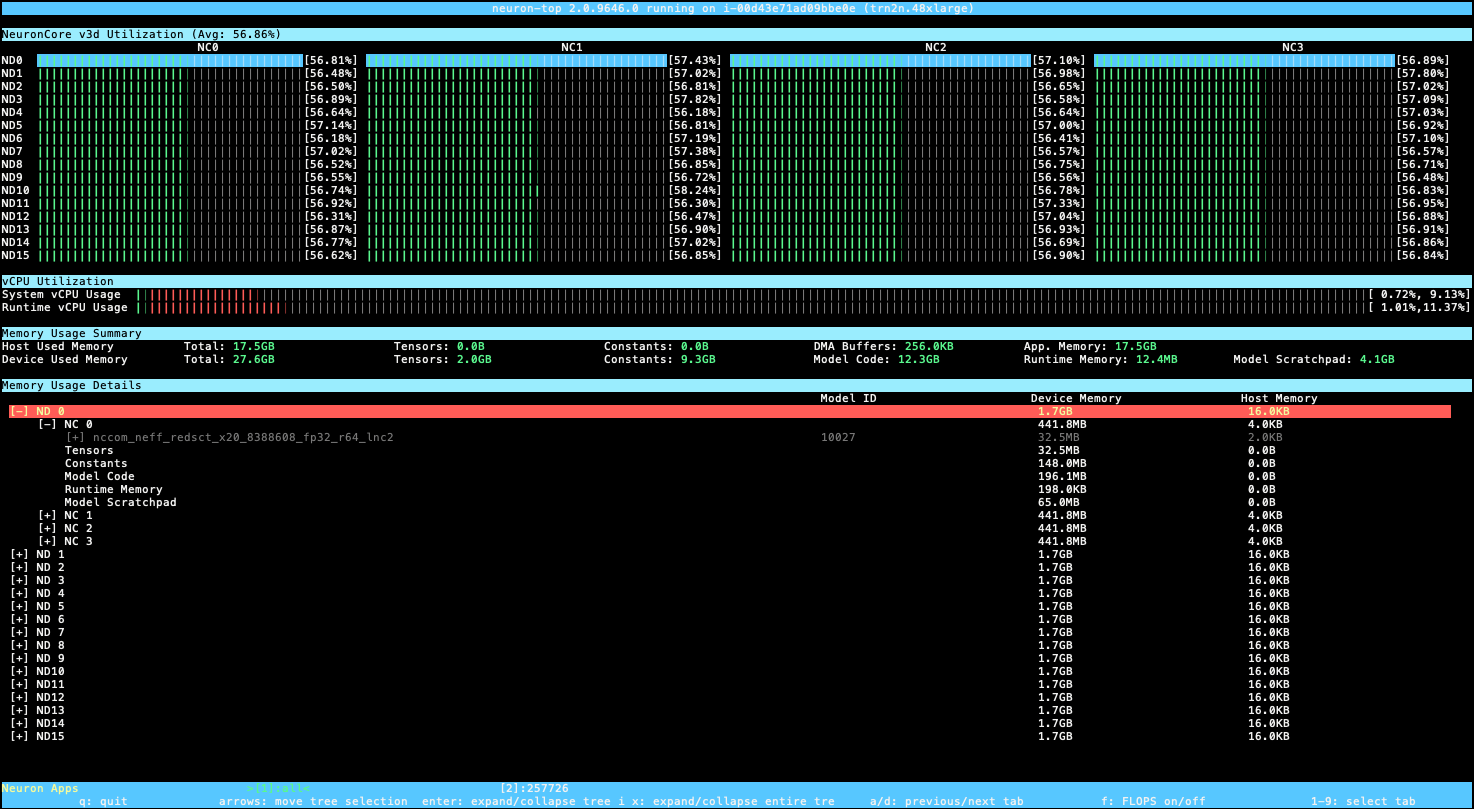 neuron-top 2.0.9646.0 running on i-00d43e71ad09bbe0e (trn2n.48xlarge)
NeuronCore v3d Utilization (Avg: 56.86%)
NC0 NC1 NC2 NC3
ND0 [56.81%] [57.43%] [57.10%] [56.89%]
ND1 [56.48%] [57.02%] [56.98%] [57.80%]
ND2 [56.50%] [56.81%] [56.65%] [57.02%]
ND3 [56.89%] [57.82%] [56.58%] [57.09%]
ND4 [56.64%] [56.18%] [56.64%] [57.03%]
ND5 [57.14%] [56.81%] [57.00%] [56.92%]
ND6 [56.18%] [57.19%] [56.41%] [57.10%]
ND7 [57.02%] [57.38%] [56.57%] [56.57%]
ND8 [56.52%] [56.85%] [56.75%] [56.71%]
ND9 [56.55%] [56.72%] [56.56%] [56.48%]
ND10 [56.74%] [58.24%] [56.78%] [56.83%]
ND11 [56.92%] [56.30%] [57.33%] [56.95%]
ND12 [56.31%] [56.47%] [57.04%] [56.88%]
ND13 [56.87%] [56.90%] [56.93%] [56.91%]
ND14 [56.77%] [57.02%] [56.69%] [56.86%]
ND15 [56.62%] [56.85%] [56.90%] [56.84%]
vCPU Utilization
System vCPU Usage [ 0.72%, 9.13%]
Runtime vCPU Usage [ 1.01%,11.37%]
Memory Usage Summary
Host Used Memory Total: 17.5GB Tensors: 0.0B Constants: 0.0B DMA Buffers: 256.0KB App. Memory: 17.5GB
Device Used Memory Total: 27.6GB Tensors: 2.0GB Constants: 9.3GB Model Code: 12.3GB Runtime Memory: 12.4MB Model Scratchpad: 4.1GB
Memory Usage Details
Model ID Device Memory Host Memory
[-] ND 0 1.7GB 16.0KB
[-] NC 0 441.8MB 4.0KB
[+] nccom_neff_redsct_x20_8388608_fp32_r64_lnc2 10027 32.5MB 2.0KB
Tensors 32.5MB 0.0B
Constants 148.0MB 0.0B
Model Code 196.1MB 0.0B
Runtime Memory 198.0KB 0.0B
Model Scratchpad 65.0MB 0.0B
[+] NC 1 441.8MB 4.0KB
[+] NC 2 441.8MB 4.0KB
[+] NC 3 441.8MB 4.0KB
[+] ND 1 1.7GB 16.0KB
[+] ND 2 1.7GB 16.0KB
[+] ND 3 1.7GB 16.0KB
[+] ND 4 1.7GB 16.0KB
[+] ND 5 1.7GB 16.0KB
[+] ND 6 1.7GB 16.0KB
[+] ND 7 1.7GB 16.0KB
[+] ND 8 1.7GB 16.0KB
[+] ND 9 1.7GB 16.0KB
[+] ND10 1.7GB 16.0KB
[+] ND11 1.7GB 16.0KB
[+] ND12 1.7GB 16.0KB
[+] ND13 1.7GB 16.0KB
[+] ND14 1.7GB 16.0KB
[+] ND15 1.7GB 16.0KB
Neuron Apps >[1]:all< [2]:257726
q: quit arrows: move tree selection enter: expand/collapse tree i x: expand/collapse entire tre a/d: previous/next tab f: FLOPS on/off 1-9: select tab